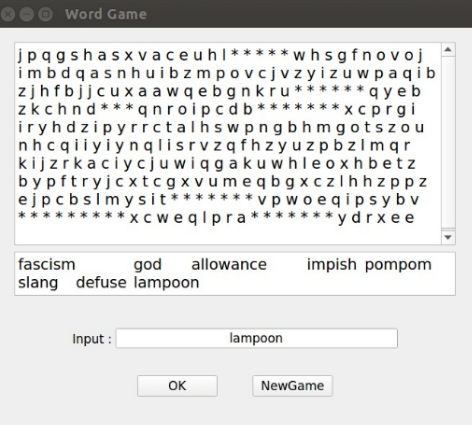 Word Game
j p q g s h a s x v a c e u h l * * * * * w h s g f n o v o j
i m b d q a s n h u i b z m p o v c j v z y i z u w p a q i b
z j h f b j j c u x a a w q e b g n k r u * * * * * * q y e b
z k c h n d * * * q n r o i p c d b * * * * * * * x c p r g i
i r y h d z i p y r r c t a l h s w p n g b h m g o t s z o u
n h c q i i y i y n q l i s r v z q f h z y u z p b z l m q r
k i j z r k a c i y c j u w i q g a k u w h l e o x h b e t z
b y p f t r y j c x t c g x v u m e q b g x c z l h h z p p z
e j p c b s l m y s i t * * * * * * * v p w o e q i p s y b v
* * * * * * * * * x c w e q l p r a * * * * * * * y d r x e e
fascism god allowance impish pompom
slang defuse lampoon
Input : lampoon
OK NewGame